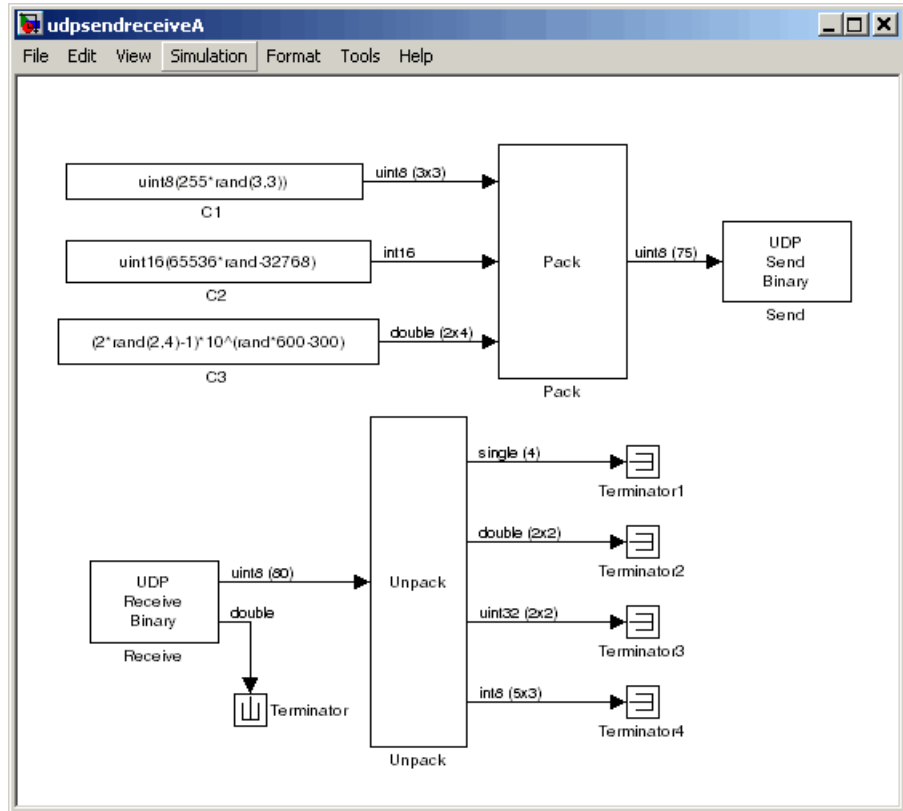 udpsendreceiveA
File Edit View Simulation Format Tools Help
uint8(255*rand(3,3))
C1
uint8 (3x3)
uint16(65536*rand-32768)
C2
int16
(2*rand(2,4)-1)*10^(rand*600-300)
C3
double (2x4)
Pack
Pack
uint8 (75)
UDP
Send
Binary
Send
UDP
Receive
Binary
Receive
uint8 (80)
double
Terminator
Unpack
Unpack
single (4)
Terminator1
double (2x2)
Terminator2
uint32 (2x2)
Terminator3
int8 (5x3)
Terminator4